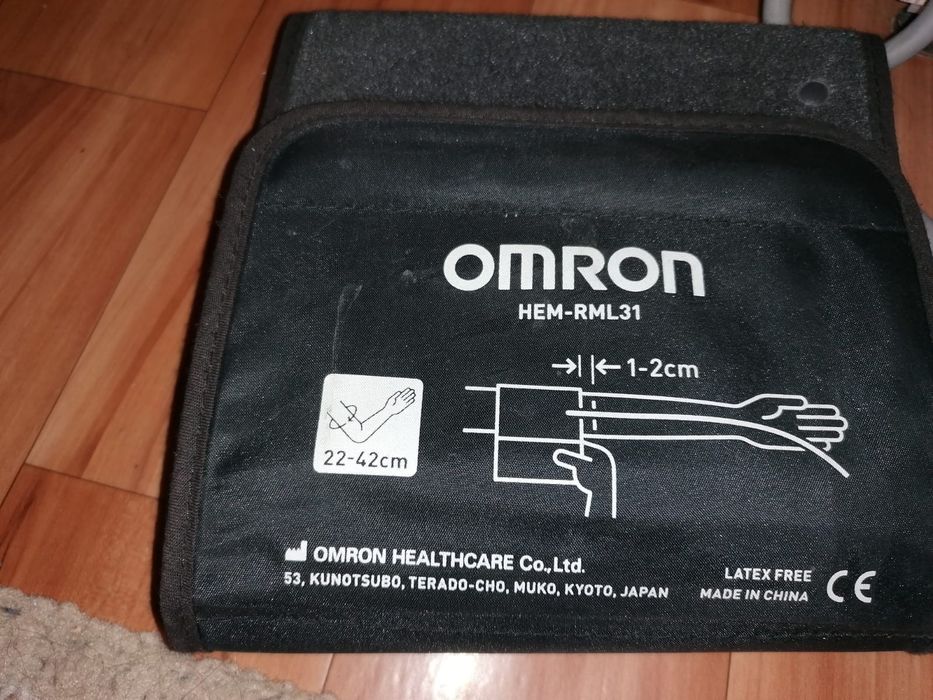 OMRON
HEM-RML31
1-2cm
22-42cm
OMRON HEALTHCARE Co.,Ltd.
53, KUNOTSUBO, TERADO-CHO, MUKO, KYOTO, JAPAN
LATEX FREE
MADE IN CHINA
CE